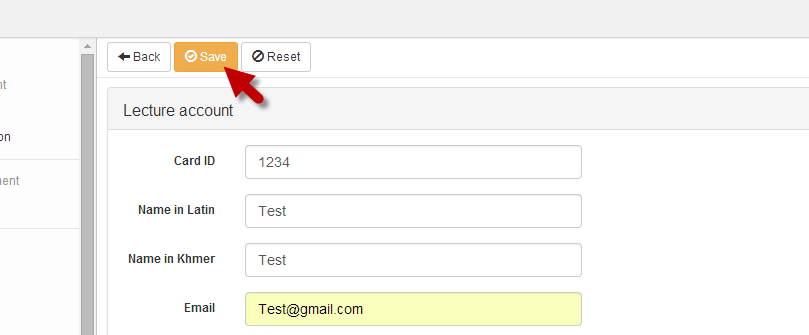 Back Save Reset
Lecture account
on
Card ID 1234
Name in Latin Test
Name in Khmer Test
Email Test@gmail.com